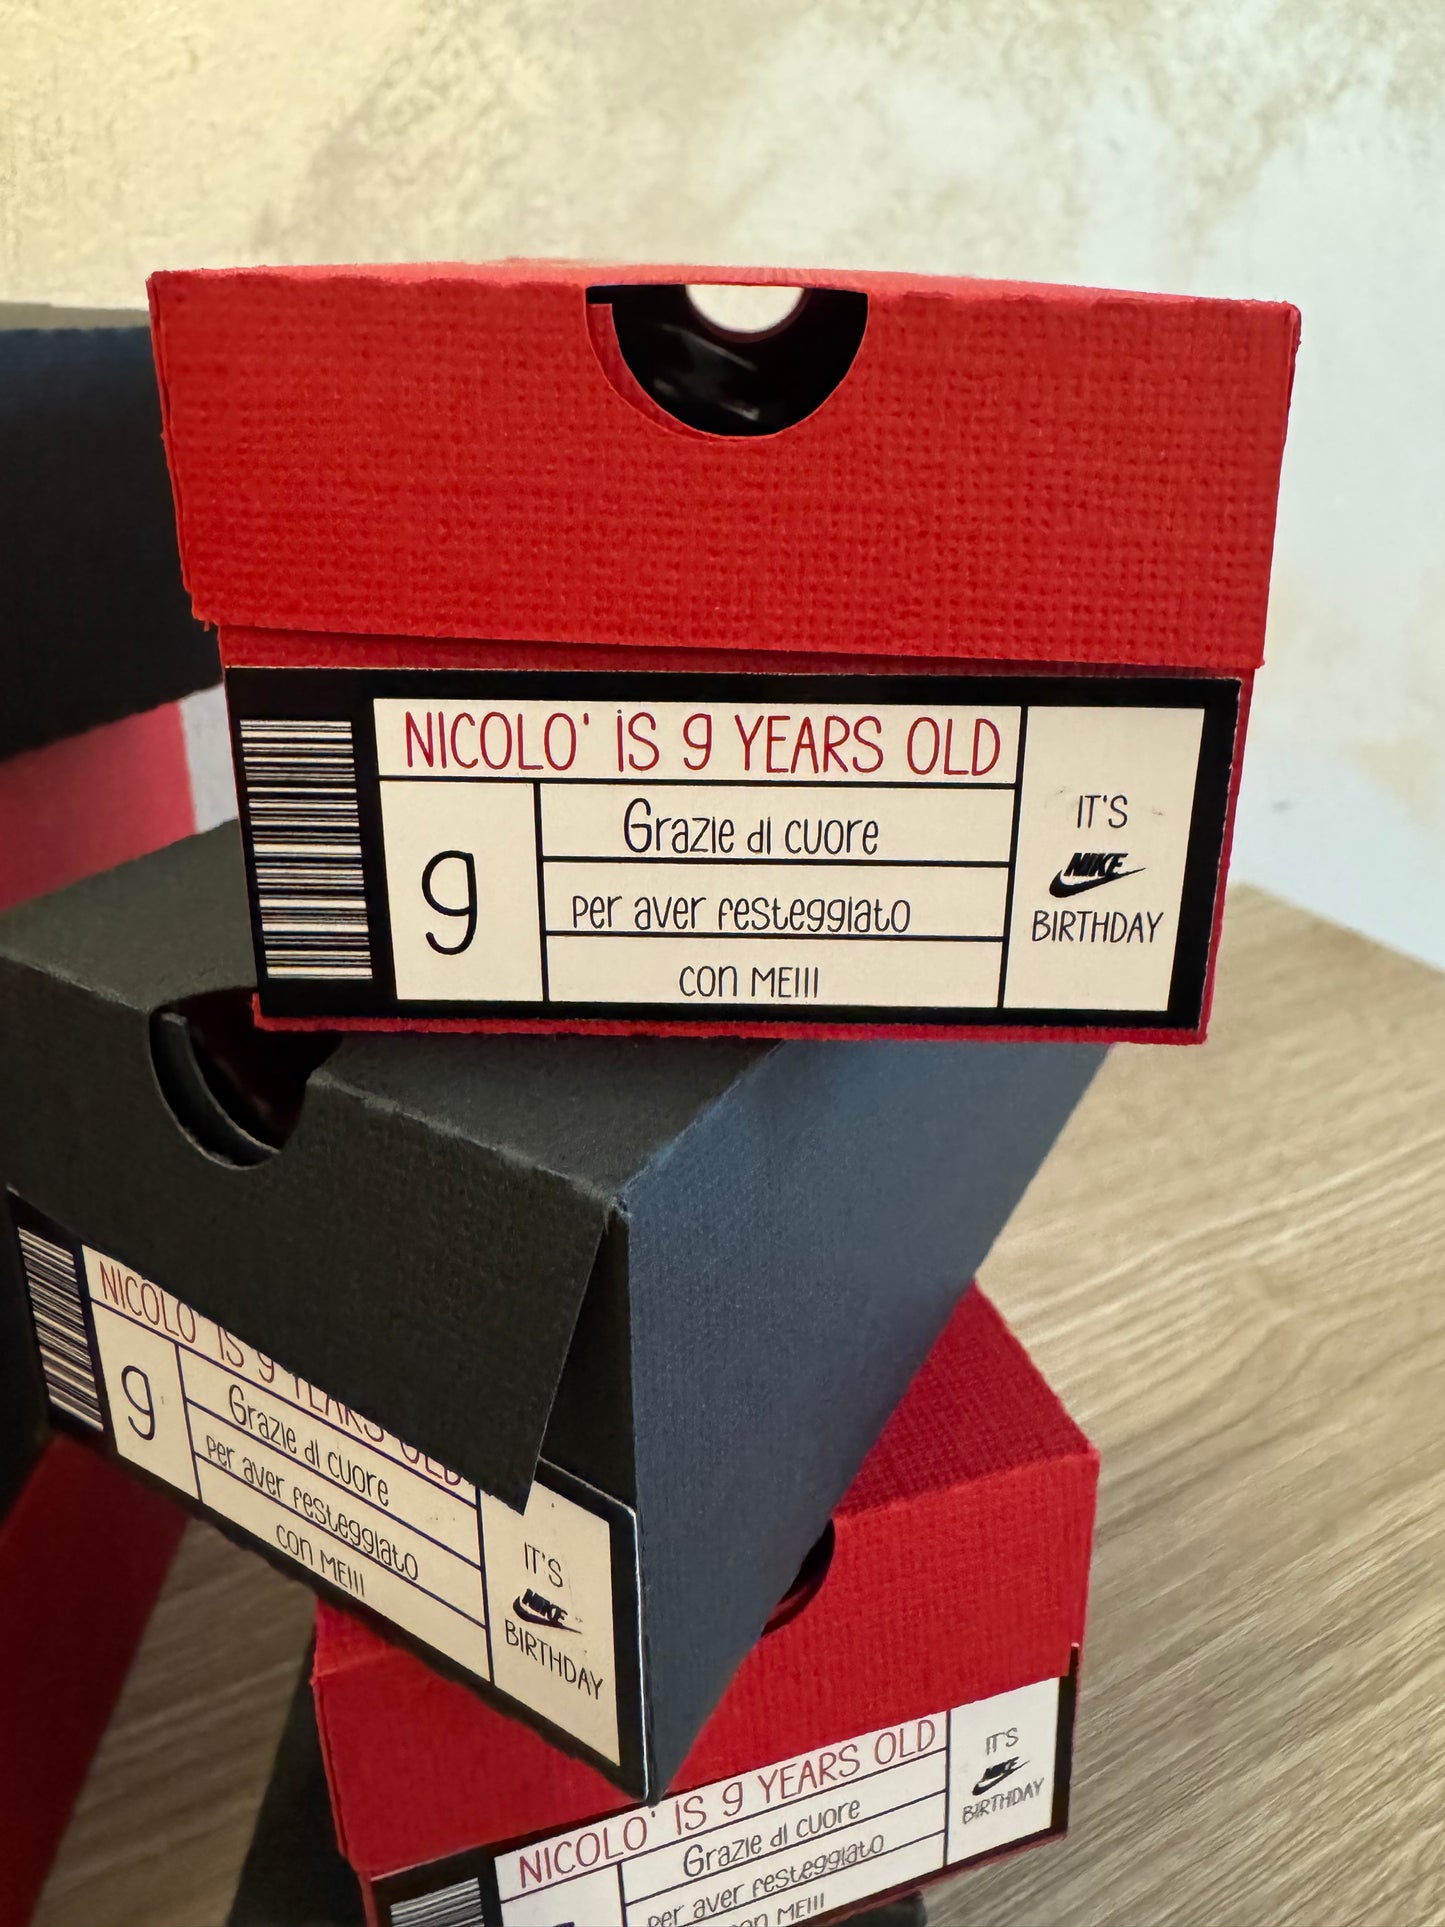 NICOLO' iS 9 YEARS OLD
9
Grazie di cuore
per aver festeggiato
con ME!!!
IT'S
NIKE
BIRTHDAY
NICOLO' iS 9 YEARS OLD
9
Grazie di cuore
per aver festeggiato
con ME!!!
IT'S
NIKE
BIRTHDAY
NICOLO' iS 9 YEARS OLD
Grazie di cuore
per aver festeggiato
con ME!!!
IT'S
NIKE
BIRTHDAY